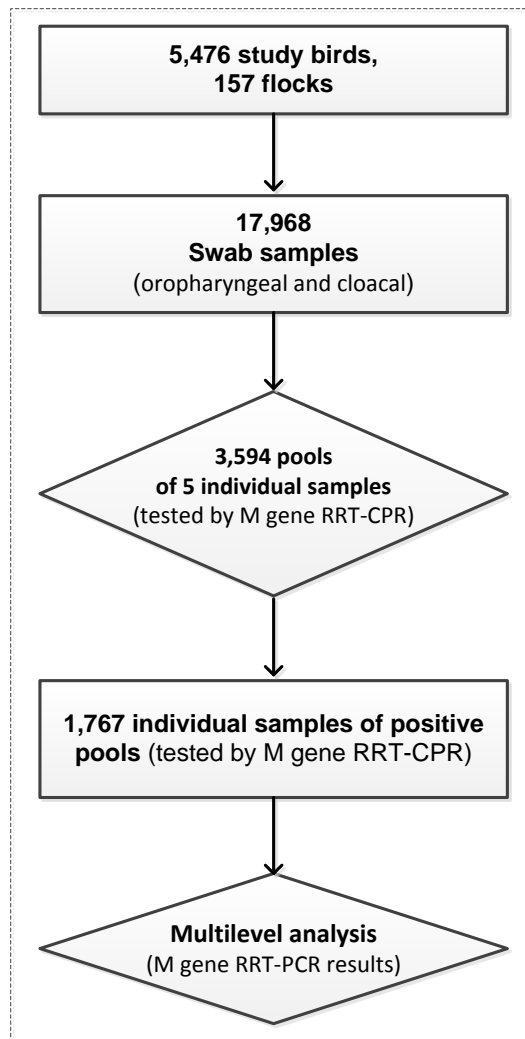 5,476 study birds,
157 flocks
17,968
Swab samples
(oropharyngeal and cloacal)
3,594 pools
of 5 individual samples
(tested by M gene RRT-CPR)
1,767 individual samples of positive
pools (tested by M gene RRT-CPR)
Multilevel analysis
(M gene RRT-PCR results)